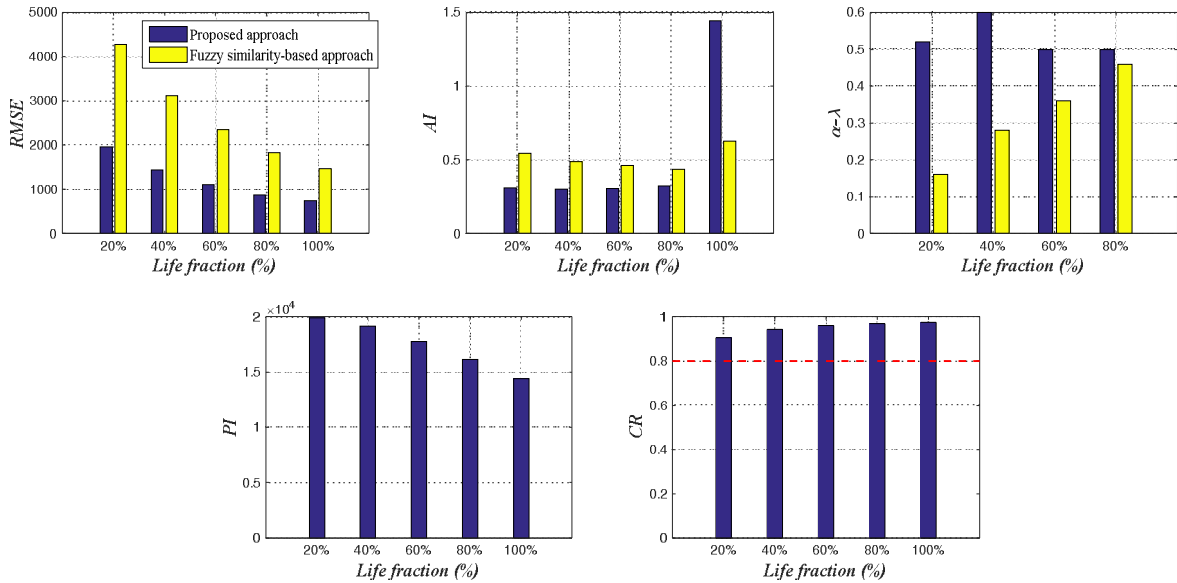 5000
4000
3000
2000
1000
0
RMSE
Proposed approach
Fuzzy similarity-based approach
20% 40% 60% 80% 100%
Life fraction (%)
1.5
1
0.5
0
AI
20% 40% 60% 80% 100%
Life fraction (%)
0.6
0.5
0.4
0.3
0.2
0.1
0
α-λ
20% 40% 60% 80%
Life fraction (%)
×10⁴
2
1.5
1
0.5
0
PI
20% 40% 60% 80% 100%
Life fraction (%)
1
0.8
0.6
0.4
0.2
0
CR
20% 40% 60% 80% 100%
Life fraction (%)